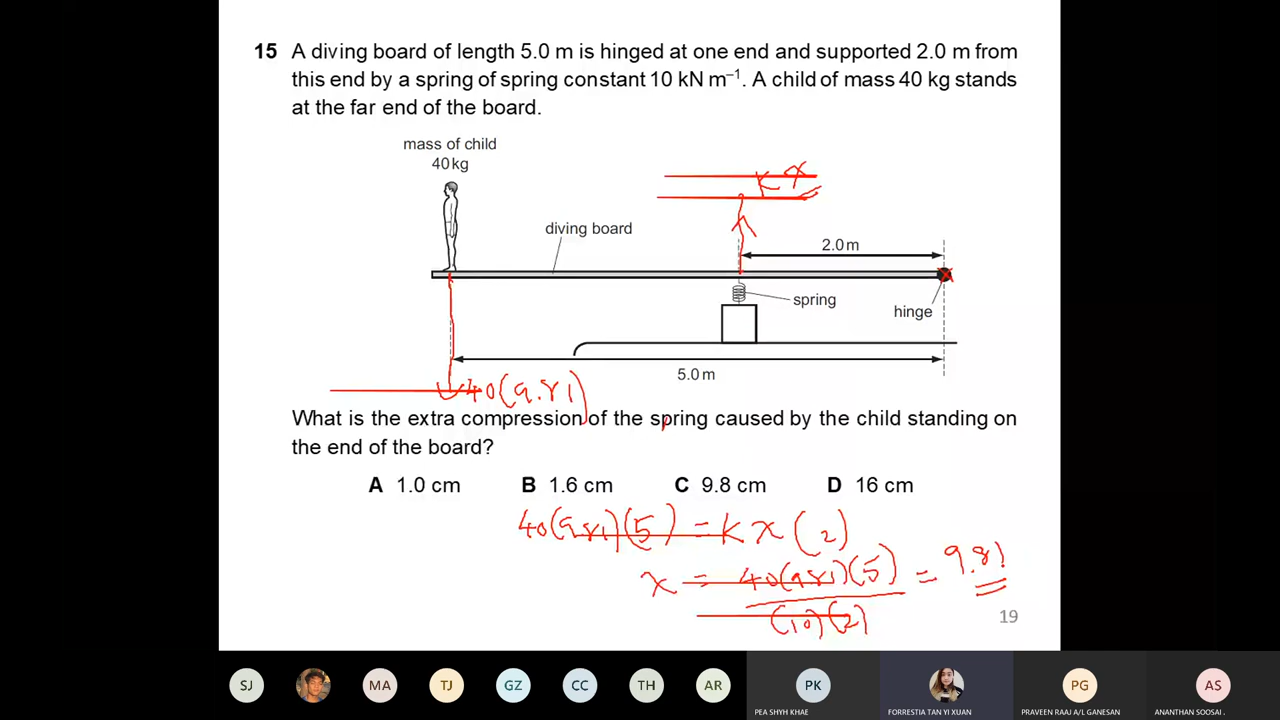 15 A diving board of length 5.0 m is hinged at one end and supported 2.0 m from
this end by a spring of spring constant 10 kN m⁻¹. A child of mass 40 kg stands
at the far end of the board.
mass of child
40 kg
K x
diving board
2.0 m
spring
hinge
5.0 m
40(9.81)
What is the extra compression of the spring caused by the child standing on
the end of the board?
A 1.0 cm B 1.6 cm C 9.8 cm D 16 cm
40(9.81)(5) = K x (2)
x = 40(9.81)(5) = 9.81
(10)(2)
19
SJ MA TJ GZ CC TH AR PK PG AS
PEA SHYH KHAE FORRESTIA TAN YI XUAN PRAVEEN RAAJ A/L GANESAN ANANTHAN SOOSAI .